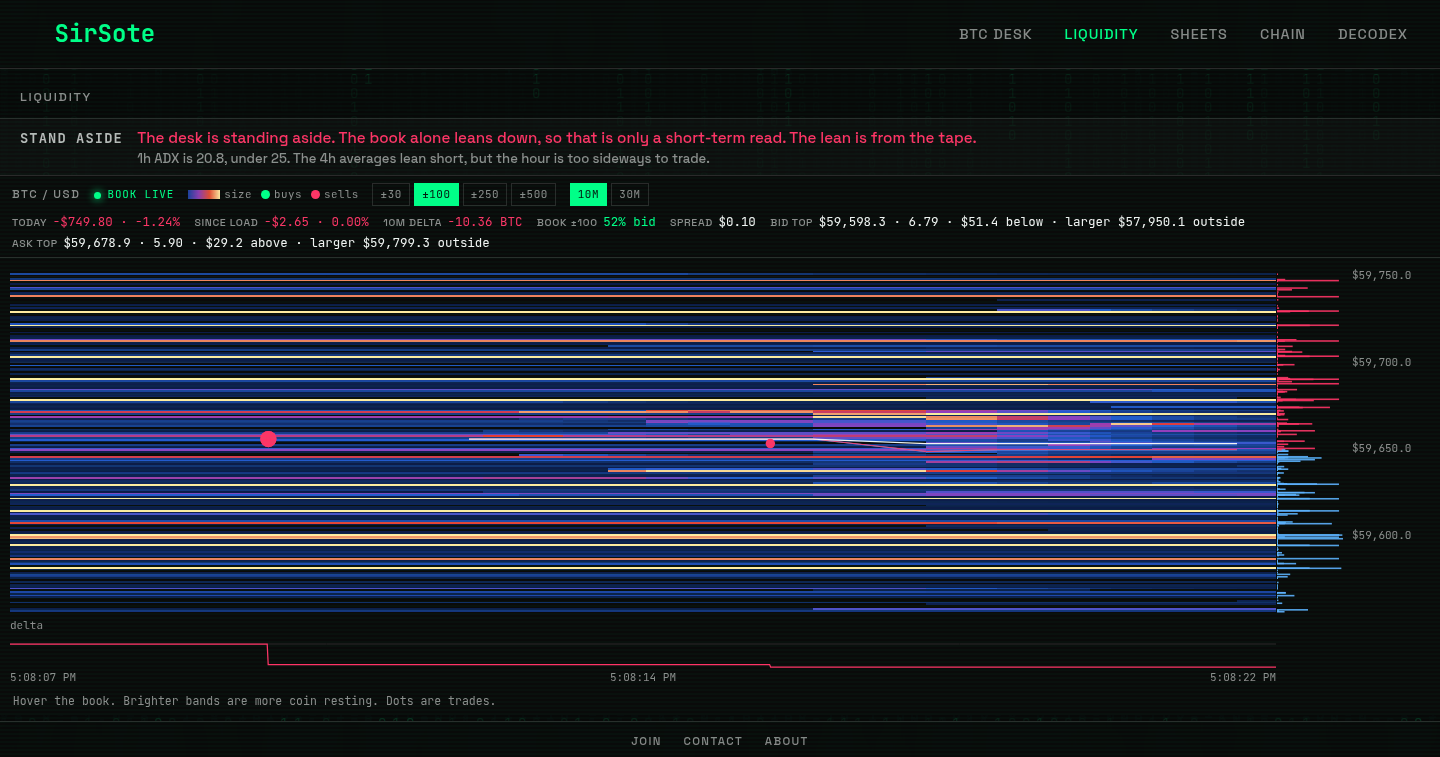 SirSote
BTC DESK LIQUIDITY SHEETS CHAIN DECODEX
LIQUIDITY
STAND ASIDE The desk is standing aside. The book alone leans down, so that is only a short-term read. The lean is from the tape.
1h ADX is 20.8, under 25. The 4h averages lean short, but the hour is too sideways to trade.
BTC / USD BOOK LIVE size buys sells ±30 ±100 ±250 ±500 10M 30M
TODAY -$749.80 · -1.24% SINCE LOAD -$2.65 · 0.00% 10M DELTA -10.36 BTC BOOK ±100 52% bid SPREAD $0.10 BID TOP $59,598.3 · 6.79 · $51.4 below · larger $57,950.1 outside
ASK TOP $59,678.9 · 5.90 · $29.2 above · larger $59,799.3 outside
$59,750.0
$59,700.0
$59,650.0
$59,600.0
delta
5:08:07 PM 5:08:14 PM 5:08:22 PM
Hover the book. Brighter bands are more coin resting. Dots are trades.
JOIN CONTACT ABOUT